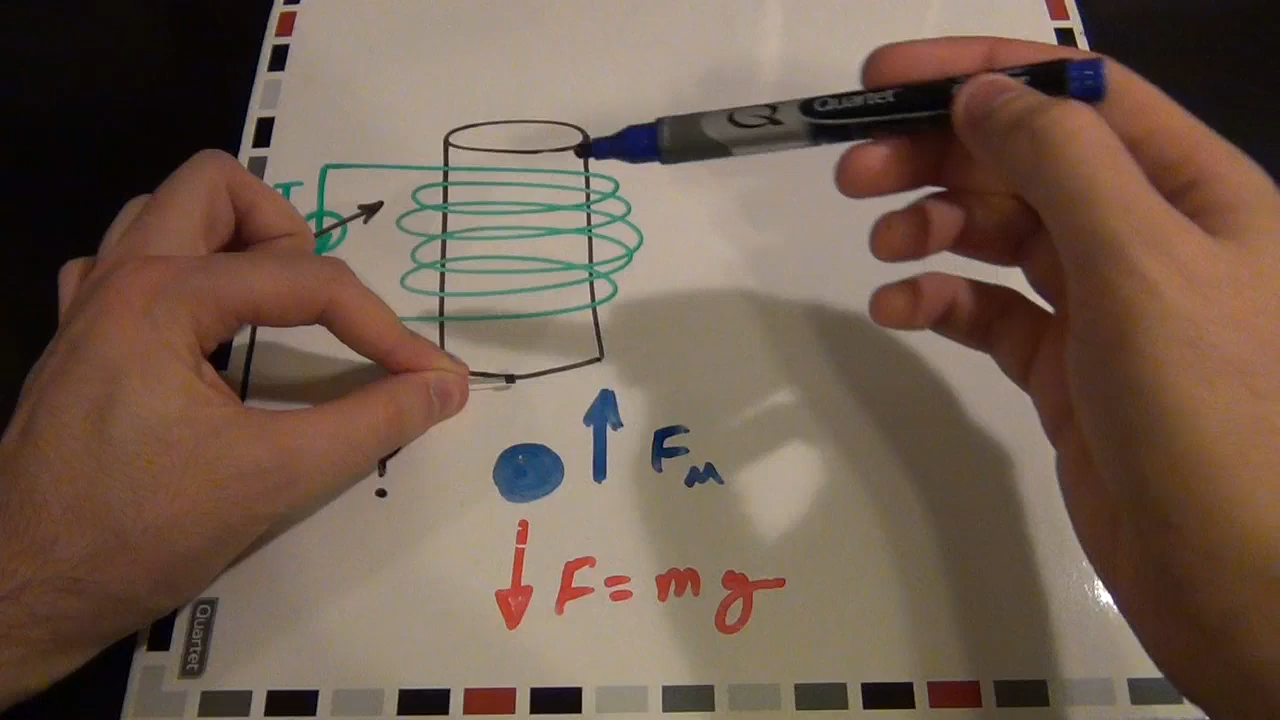 Quartet
I
F_M
F = mg
Quartet